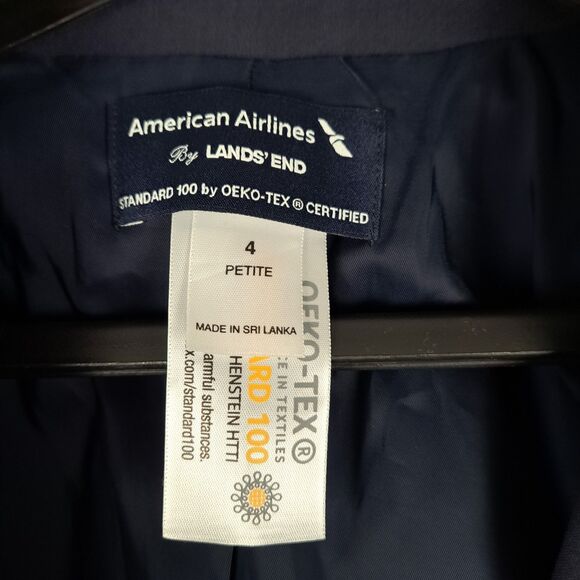 American Airlines
By LANDS' END
STANDARD 100 by OEKO-TEX® CERTIFIED
4
PETITE
MADE IN SRI LANKA
OEKO-TEX®
CE IN TEXTILES
ARD 100
HENSTEIN HTTI
armful substances.
x.com/standard100